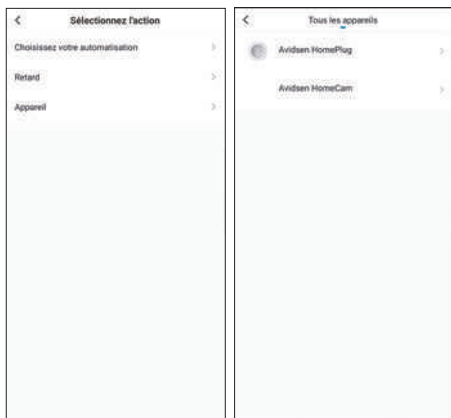 Sélectionnez l'action
Choisissez votre automatisation
Retard
Appareil
Tous les appareils
Avidsen HomePlug
Avidsen HomeCam